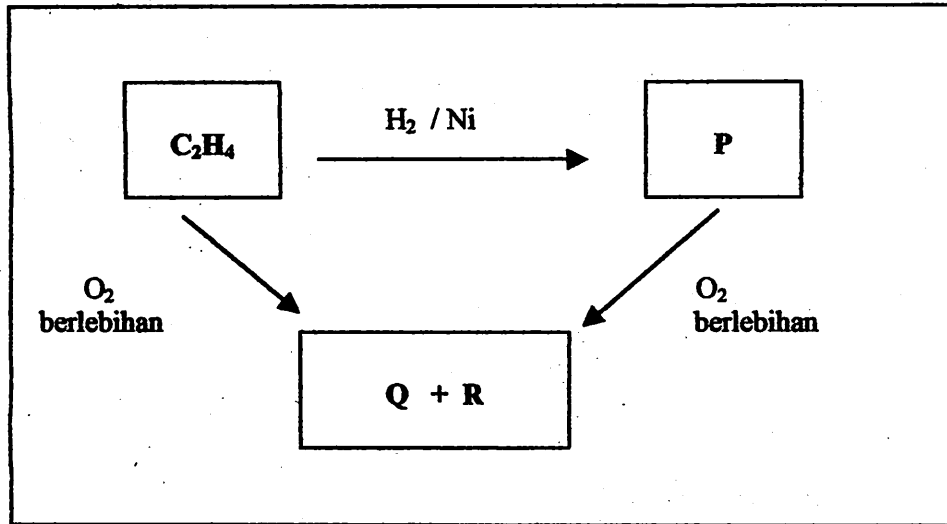 H₂ / Ni
C₂H₄
P
O₂
berlebihan
O₂
berlebihan
Q + R